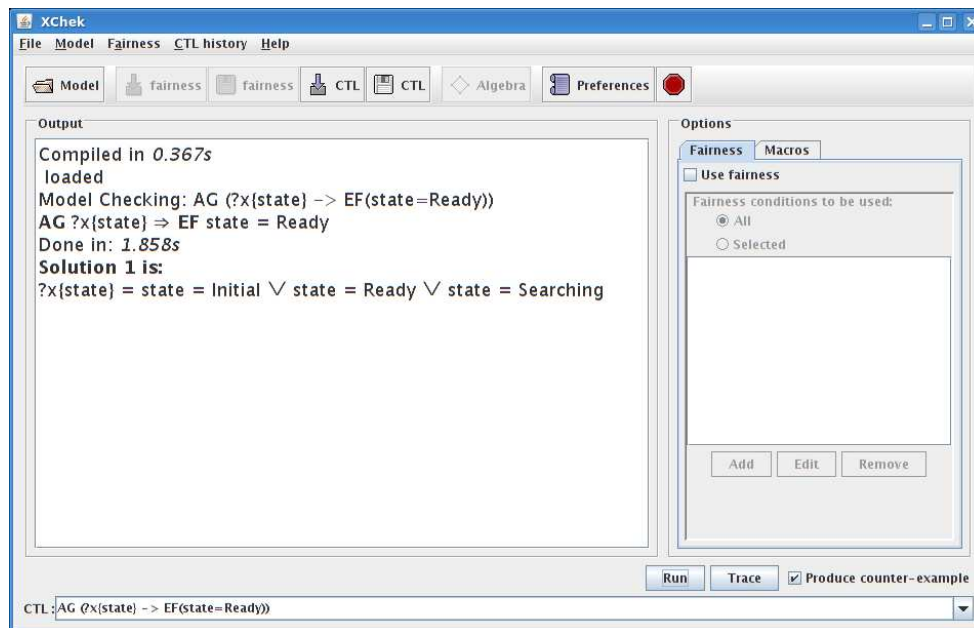 XChek
File Model Fairness CTL history Help
Model fairness fairness CTL CTL Algebra Preferences
Output
Compiled in 0.367s
loaded
Model Checking: AG (?x{state} -> EF(state=Ready))
AG ?x{state} ⇒ EF state = Ready
Done in: 1.858s
Solution 1 is:
?x{state} = state = Initial ∨ state = Ready ∨ state = Searching
Options
Fairness Macros
Use fairness
Fairness conditions to be used:
All
Selected
Add Edit Remove
Run Trace Produce counter-example
CTL : AG (?x{state} -> EF(state=Ready))